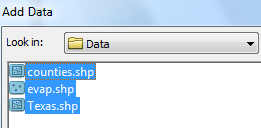 Add Data
Look in: Data
counties.shp
evap.shp
Texas.shp